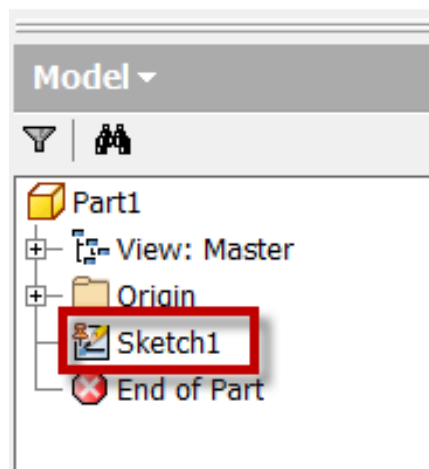 Model
Part1
View: Master
Origin
Sketch1
End of Part